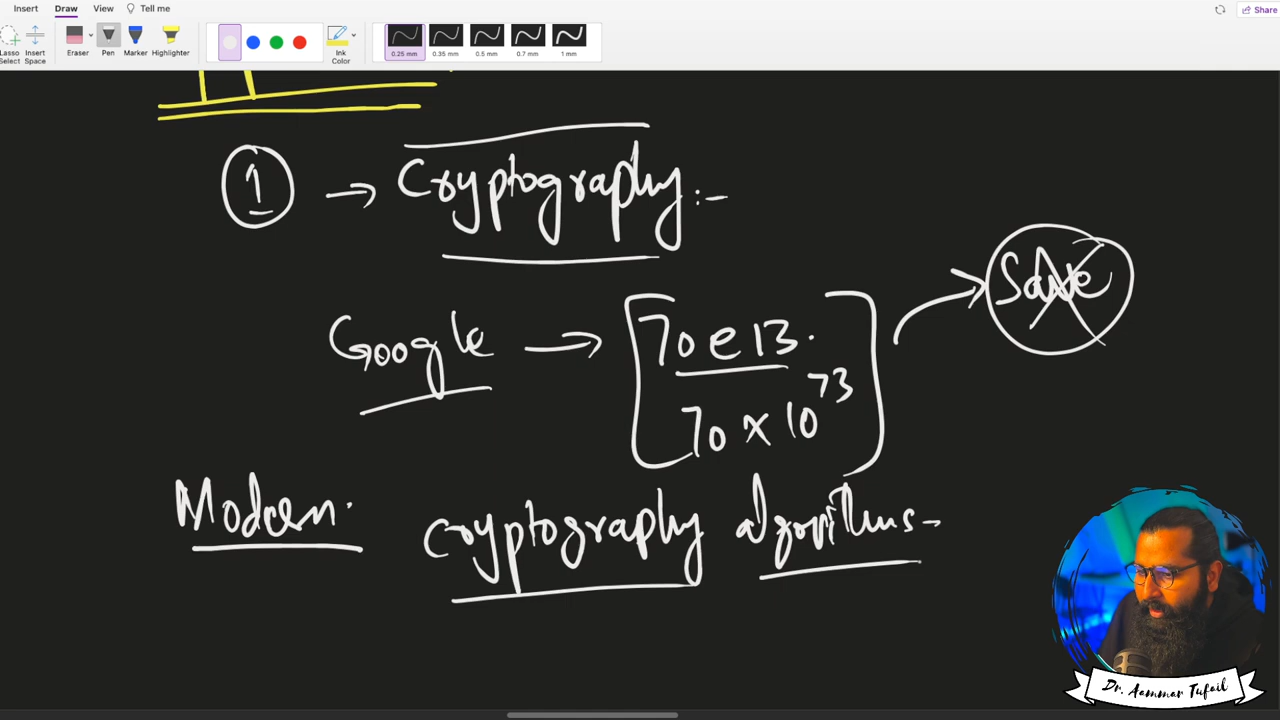 Insert Draw View Tell me
Share
Lasso Select
Insert Space
Eraser
Pen
Marker
Highlighter
Ink Color
0.25 mm
0.35 mm
0.5 mm
0.7 mm
1 mm
1 → Cryptography :-
Google → [70 e 13.
70 × 10^73]
Save
Modern.
Cryptography algorithms-
Dr. Aammar Tufail